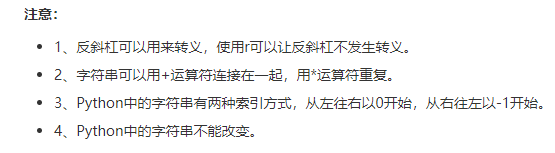 注意：
1、反斜杠可以用来转义，使用r可以让反斜杠不发生转义。
2、字符串可以用+运算符连接在一起，用*运算符重复。
3、Python中的字符串有两种索引方式，从左往右以0开始，从右往左以-1开始。
4、Python中的字符串不能改变。